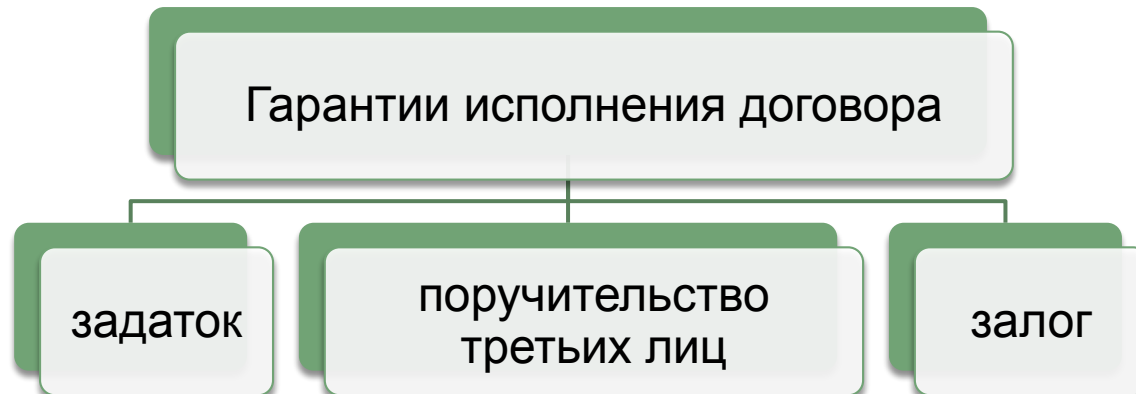 Гарантии исполнения договора
задаток
поручительство
третьих лиц
залог